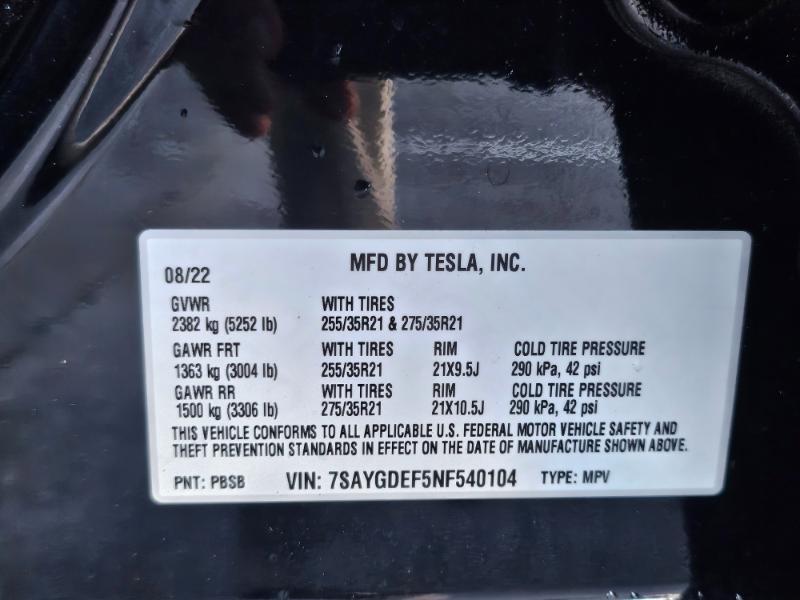 MFD BY TESLA, INC.
08/22
GVWR WITH TIRES
2382 kg (5252 lb) 255/35R21 & 275/35R21
GAWR FRT WITH TIRES RIM COLD TIRE PRESSURE
1363 kg (3004 lb) 255/35R21 21X9.5J 290 kPa, 42 psi
GAWR RR WITH TIRES RIM COLD TIRE PRESSURE
1500 kg (3306 lb) 275/35R21 21X10.5J 290 kPa, 42 psi
THIS VEHICLE CONFORMS TO ALL APPLICABLE U.S. FEDERAL MOTOR VEHICLE SAFETY AND
THEFT PREVENTION STANDARDS IN EFFECT ON THE DATE OF MANUFACTURE SHOWN ABOVE.
PNT: PBSB VIN: 7SAYGDEF5NF540104 TYPE: MPV